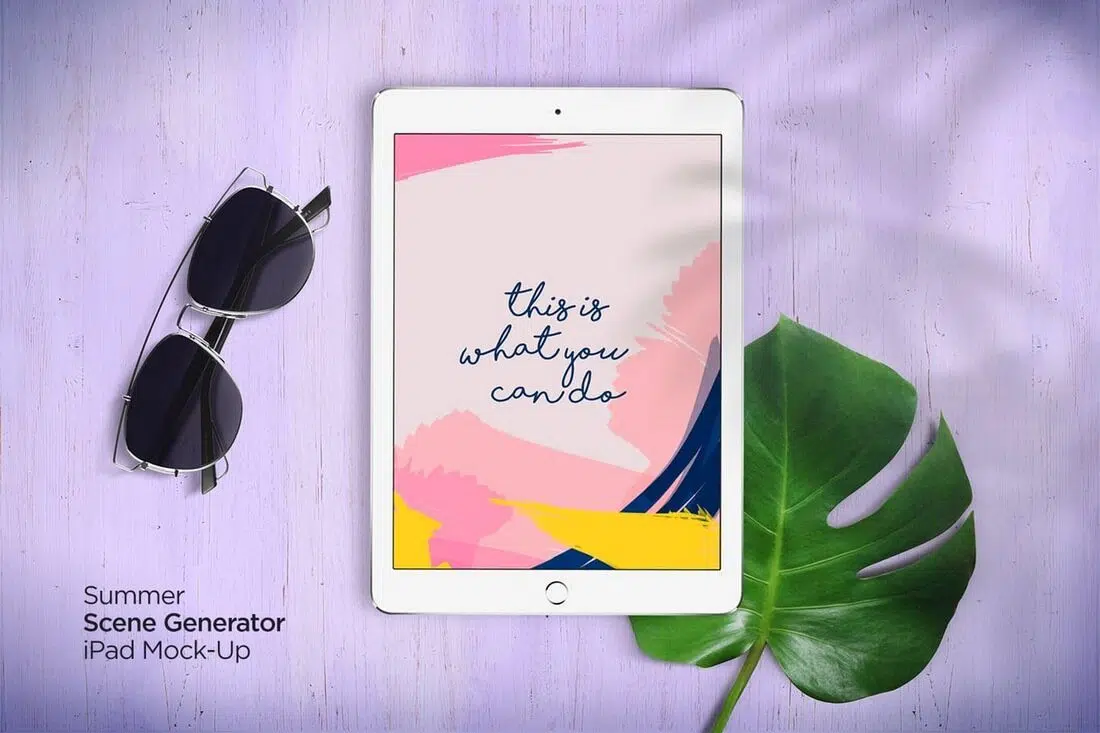 this is
what you
can do
Summer
Scene Generator
iPad Mock-Up